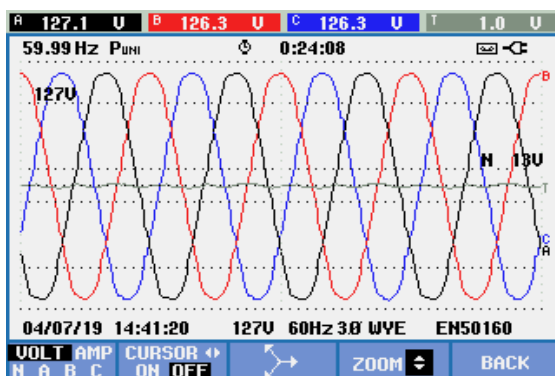 A 127.1 V B 126.3 V C 126.3 V T 1.0 V
59.99 Hz PUNI 0:24:08
127V
B
N 13V
T
C
A
04/07/19 14:41:20 127V 60Hz 3Ø WYE EN50160
VOLT AMP CURSOR ZOOM BACK
N A B C ON OFF